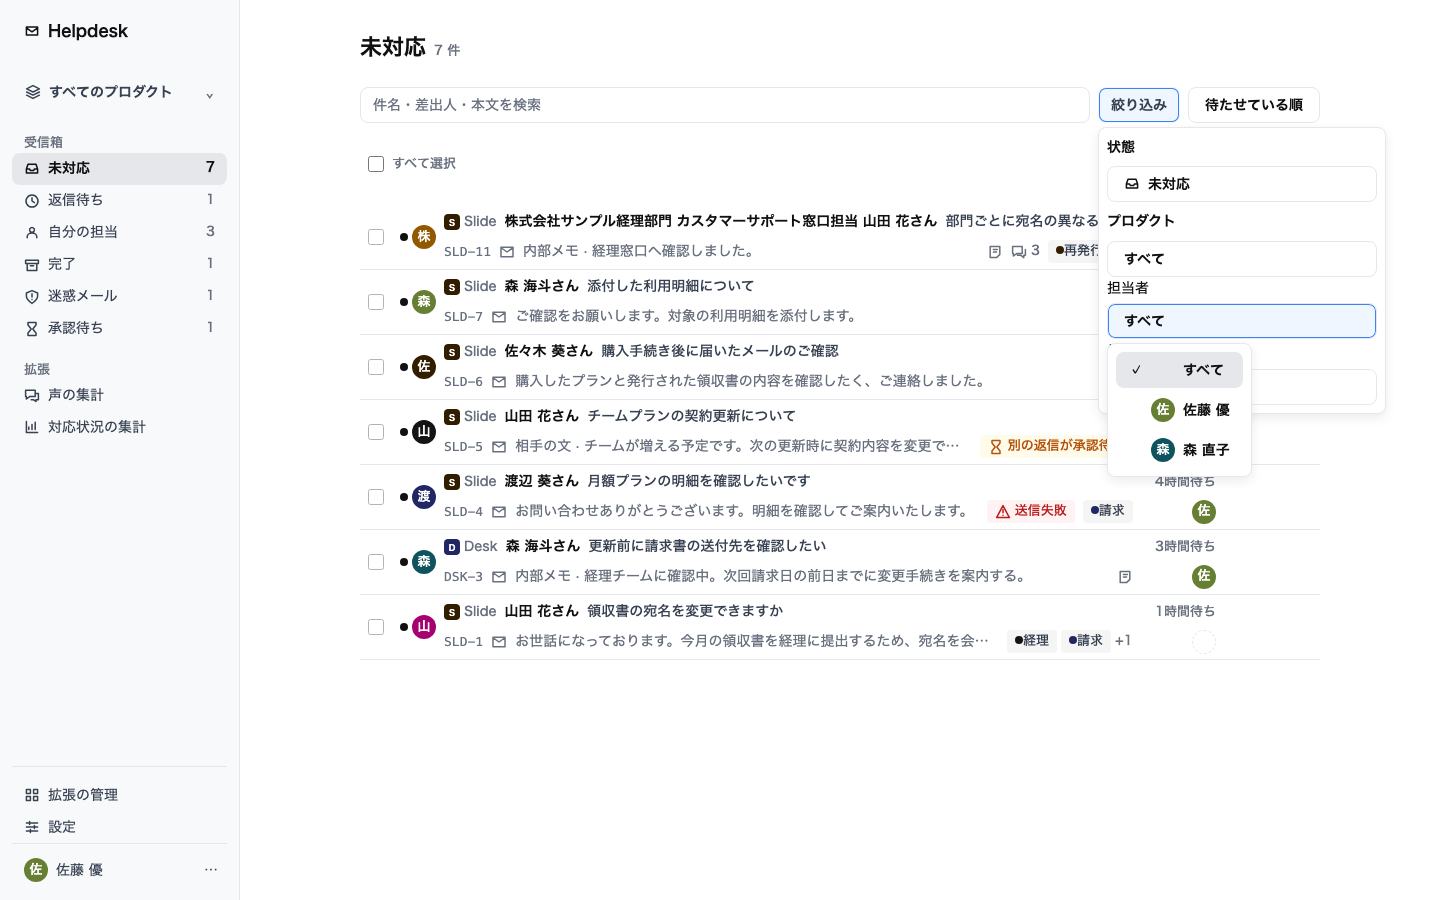 Helpdesk
すべてのプロダクト
受信箱
未対応 7
返信待ち 1
自分の担当 3
完了 1
迷惑メール 1
承認待ち 1
拡張
声の集計
対応状況の集計
拡張の管理
設定
佐 佐藤 優 …
未対応 7 件
件名・差出人・本文を検索 絞り込み 待たせている順
すべて選択
株 S Slide 株式会社サンプル経理部門 カスタマーサポート窓口担当 山田 花さん 部門ごとに宛名の異なる
SLD-11 内部メモ · 経理窓口へ確認しました。 3 再発行
森 S Slide 森 海斗さん 添付した利用明細について
SLD-7 ご確認をお願いします。対象の利用明細を添付します。
佐 S Slide 佐々木 葵さん 購入手続き後に届いたメールのご確認
SLD-6 購入したプランと発行された領収書の内容を確認したく、ご連絡しました。
山 S Slide 山田 花さん チームプランの契約更新について
SLD-5 相手の文 · チームが増える予定です。次の更新時に契約内容を変更で… 別の返信が承認待
渡 S Slide 渡辺 葵さん 月額プランの明細を確認したいです 4時間待ち
SLD-4 お問い合わせありがとうございます。明細を確認してご案内いたします。 送信失敗 請求 佐
森 D Desk 森 海斗さん 更新前に請求書の送付先を確認したい 3時間待ち
DSK-3 内部メモ · 経理チームに確認中。次回請求日の前日までに変更手続きを案内する。 佐
山 S Slide 山田 花さん 領収書の宛名を変更できますか 1時間待ち
SLD-1 お世話になっております。今月の領収書を経理に提出するため、宛名を会… 経理 請求 +1
状態
未対応
プロダクト
すべて
担当者
すべて
✓ すべて
佐 佐藤 優
森 森 直子